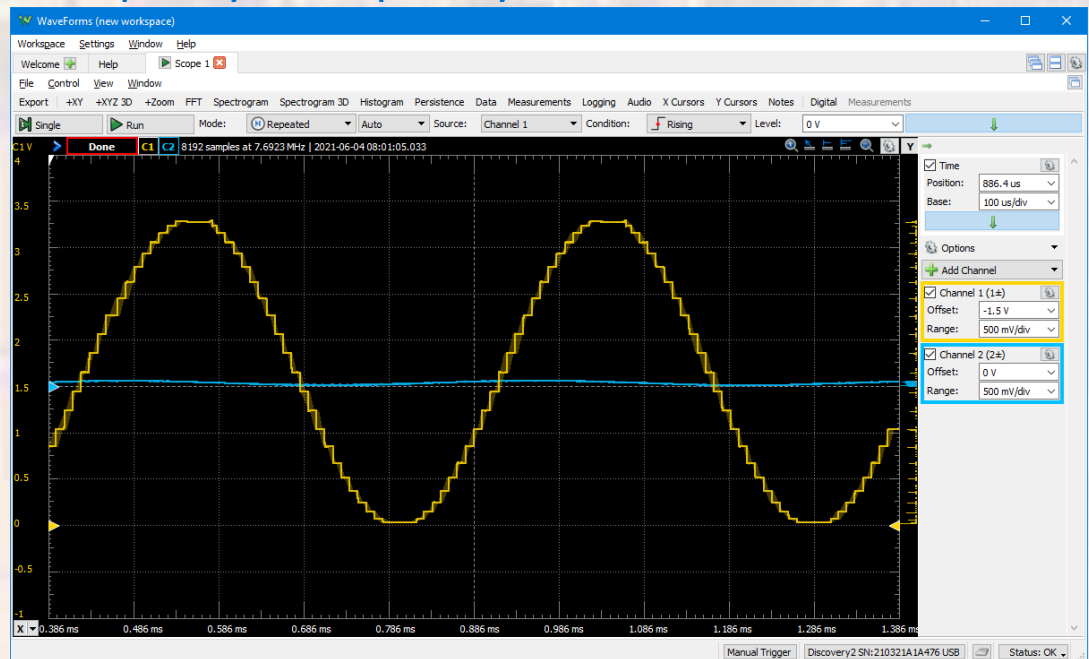 WaveForms (new workspace)
Workspace Settings Window Help
Welcome Help Scope 1
File Control View Window
Export +XY +XYZ 3D +Zoom FFT Spectrogram Spectrogram 3D Histogram Persistence Data Measurements Logging Audio X Cursors Y Cursors Notes Digital Measurements
Single Run Mode: Repeated Auto Source: Channel 1 Condition: Rising Level: 0 V
C1 V Done C1 C2 8192 samples at 7.6923 MHz | 2021-06-04 08:01:05.033 Y
4
3.5
3
2.5
2
1.5
1
0.5
0
-0.5
-1
X 0.386 ms 0.486 ms 0.586 ms 0.686 ms 0.786 ms 0.886 ms 0.986 ms 1.086 ms 1.186 ms 1.286 ms 1.386 ms
Time
Position: 886.4 us
Base: 100 us/div
Options
Add Channel
Channel 1 (1±)
Offset: -1.5 V
Range: 500 mV/div
Channel 2 (2±)
Offset: 0 V
Range: 500 mV/div
Manual Trigger Discovery2 SN:210321A1A476 USB Status: OK